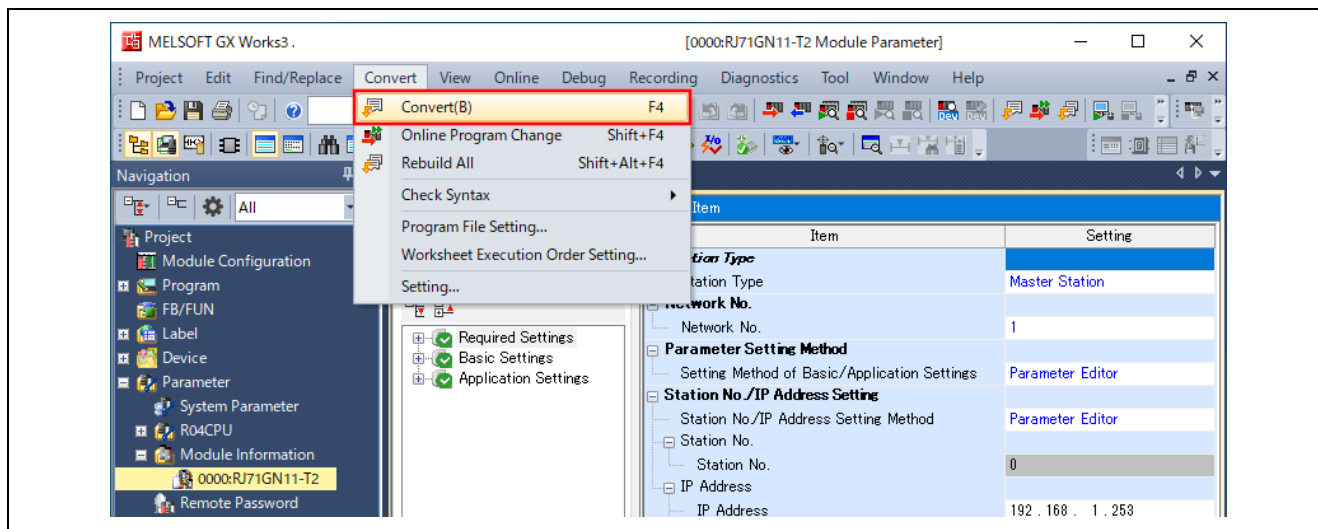 MELSOFT GX Works3 . [0000:RJ71GN11-T2 Module Parameter]
Project Edit Find/Replace Convert View Online Debug Recording Diagnostics Tool Window Help
Convert(B) F4
Online Program Change Shift+F4
Rebuild All Shift+Alt+F4
Check Syntax
Program File Setting...
Worksheet Execution Order Setting...
Setting...
Navigation
All
Project
Module Configuration
Program
FB/FUN
Label
Device
Parameter
System Parameter
R04CPU
Module Information
0000:RJ71GN11-T2
Remote Password
Required Settings
Basic Settings
Application Settings
Item
Item Setting
tion Type
tation Type Master Station
Network No.
Network No. 1
Parameter Setting Method
Setting Method of Basic/Application Settings Parameter Editor
Station No./IP Address Setting
Station No./IP Address Setting Method Parameter Editor
Station No.
Station No. 0
IP Address
IP Address 192 . 168 . 1 . 253